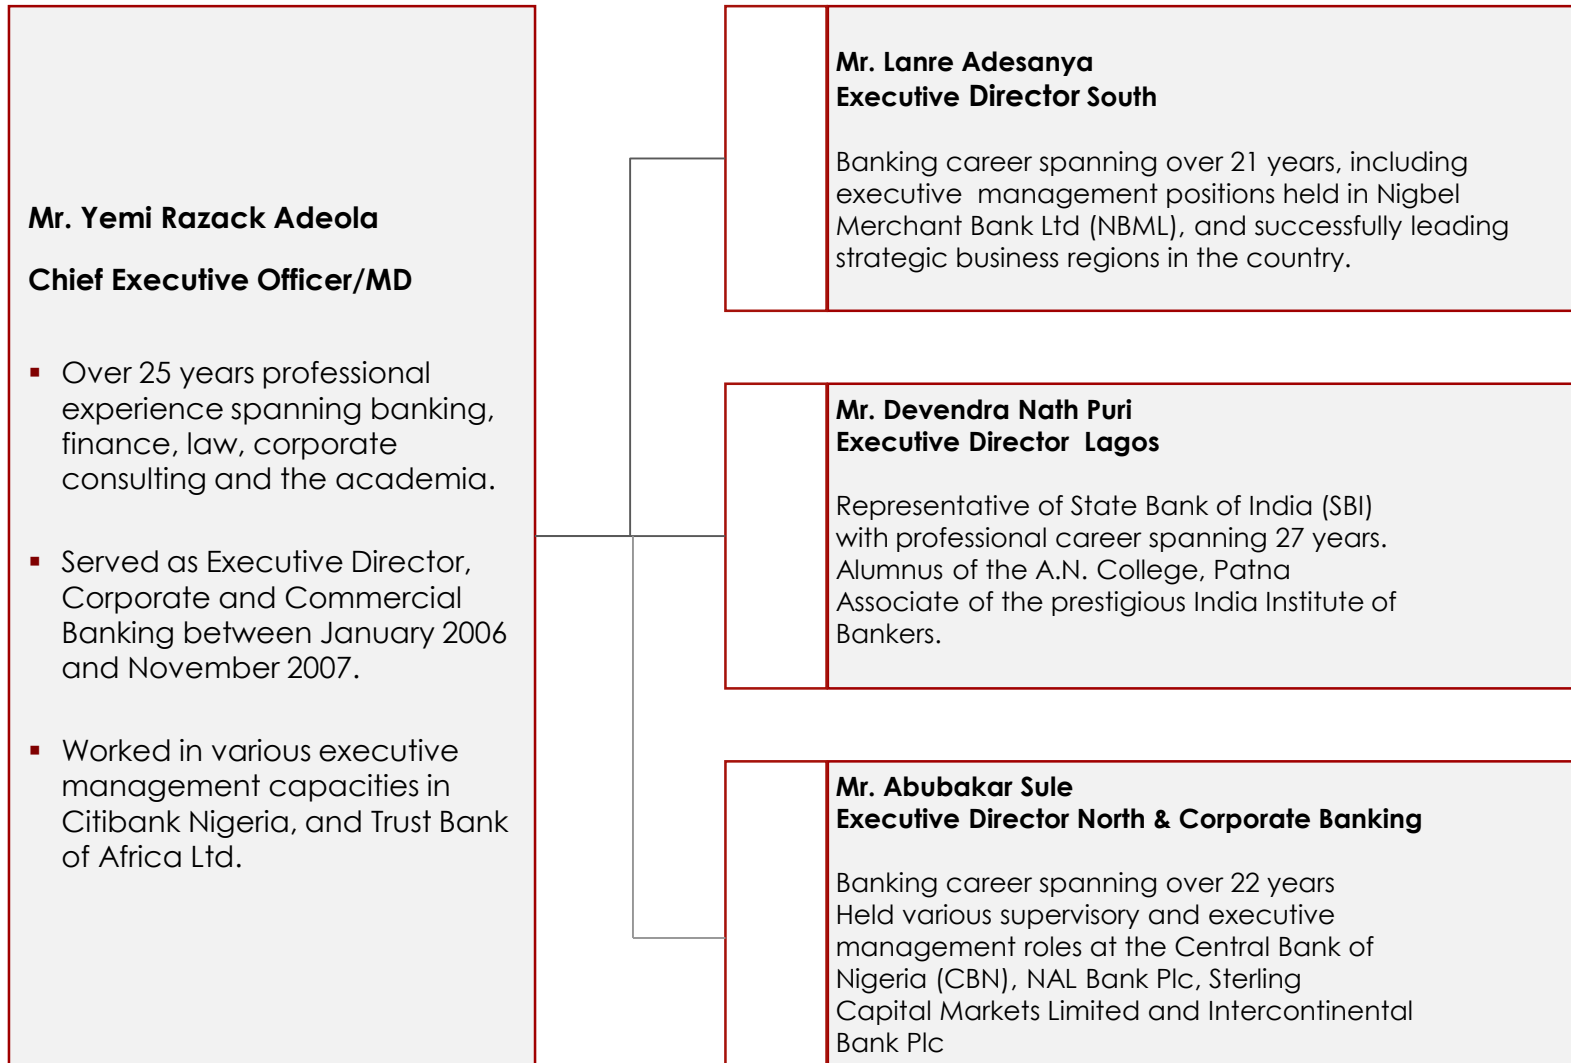 Mr. Yemi Razack Adeola
Chief Executive Officer/MD
▪ Over 25 years professional
experience spanning banking,
finance, law, corporate
consulting and the academia.
▪ Served as Executive Director,
Corporate and Commercial
Banking between January 2006
and November 2007.
▪ Worked in various executive
management capacities in
Citibank Nigeria, and Trust Bank
of Africa Ltd.
Mr. Lanre Adesanya
Executive Director South
Banking career spanning over 21 years, including
executive management positions held in Nigbel
Merchant Bank Ltd (NBML), and successfully leading
strategic business regions in the country.
Mr. Devendra Nath Puri
Executive Director Lagos
Representative of State Bank of India (SBI)
with professional career spanning 27 years.
Alumnus of the A.N. College, Patna
Associate of the prestigious India Institute of
Bankers.
Mr. Abubakar Sule
Executive Director North & Corporate Banking
Banking career spanning over 22 years
Held various supervisory and executive
management roles at the Central Bank of
Nigeria (CBN), NAL Bank Plc, Sterling
Capital Markets Limited and Intercontinental
Bank Plc